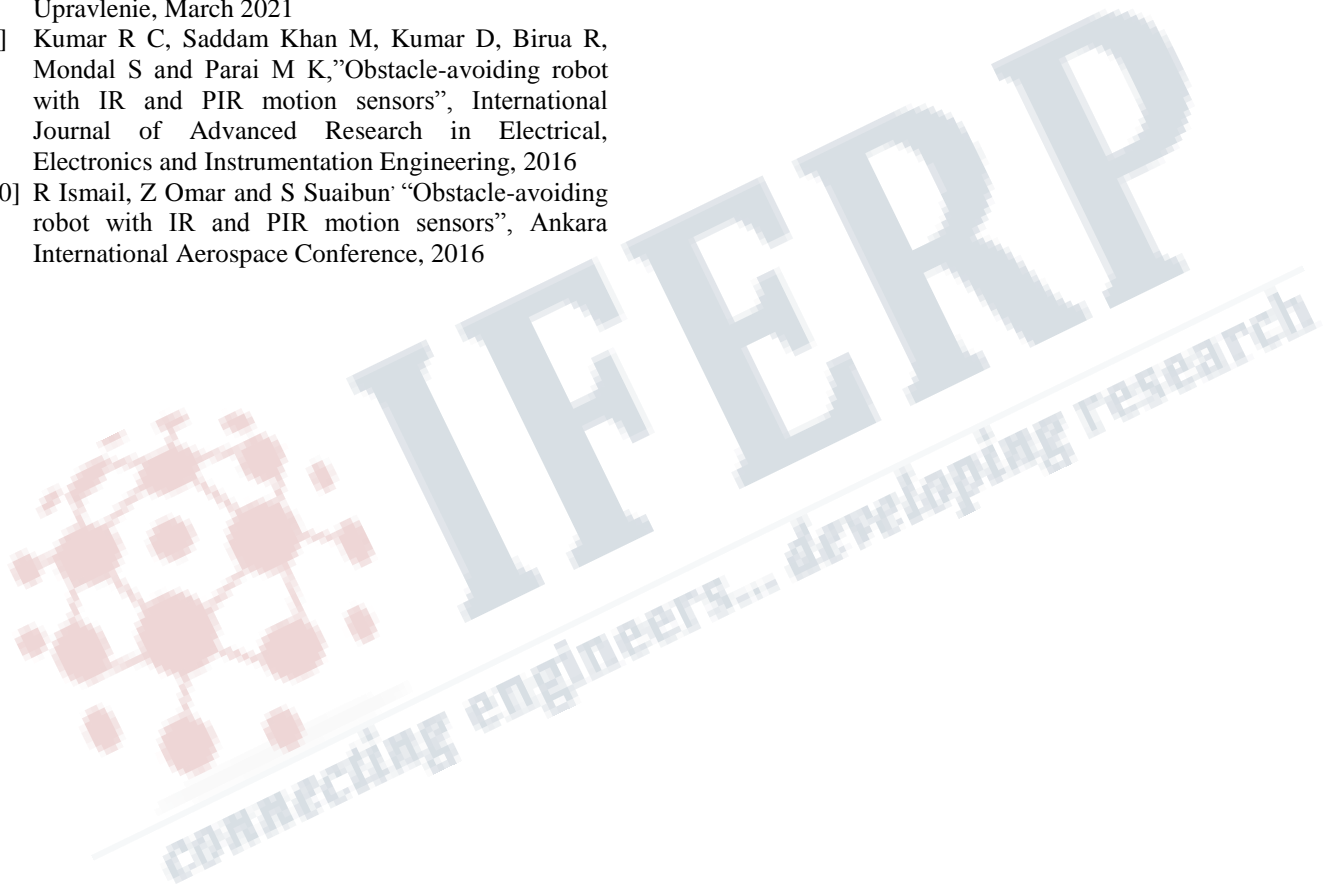 Upravlenie, March 2021
] Kumar R C, Saddam Khan M, Kumar D, Birua R,
Mondal S and Parai M K,”Obstacle-avoiding robot
with IR and PIR motion sensors”, International
Journal of Advanced Research in Electrical,
Electronics and Instrumentation Engineering, 2016
0] R Ismail, Z Omar and S Suaibun, “Obstacle-avoiding
robot with IR and PIR motion sensors”, Ankara
International Aerospace Conference, 2016
IFERP
connecting engineers... developing research